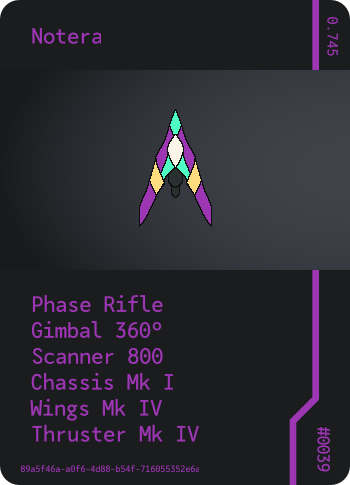 Notera
0.745
Phase Rifle
Gimbal 360°
Scanner 800
Chassis Mk I
Wings Mk IV
Thruster Mk IV
#0039
89a5f46a-a0f6-4d88-b54f-716055352e6a